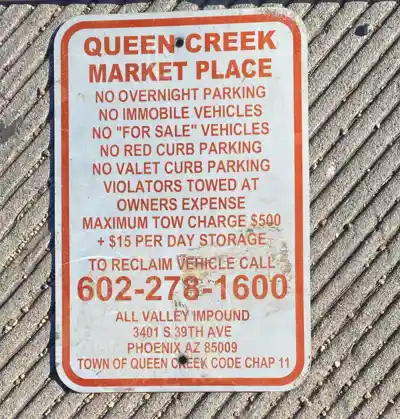 QUEEN CREEK
MARKET PLACE
NO OVERNIGHT PARKING
NO IMMOBILE VEHICLES
NO "FOR SALE" VEHICLES
NO RED CURB PARKING
NO VALET CURB PARKING
VIOLATORS TOWED AT
OWNERS EXPENSE
MAXIMUM TOW CHARGE $500
+ $15 PER DAY STORAGE
TO RECLAIM VEHICLE CALL
602-278-1600
ALL VALLEY IMPOUND
3401 S 39TH AVE
PHOENIX AZ 85009
TOWN OF QUEEN CREEK CODE CHAP 11